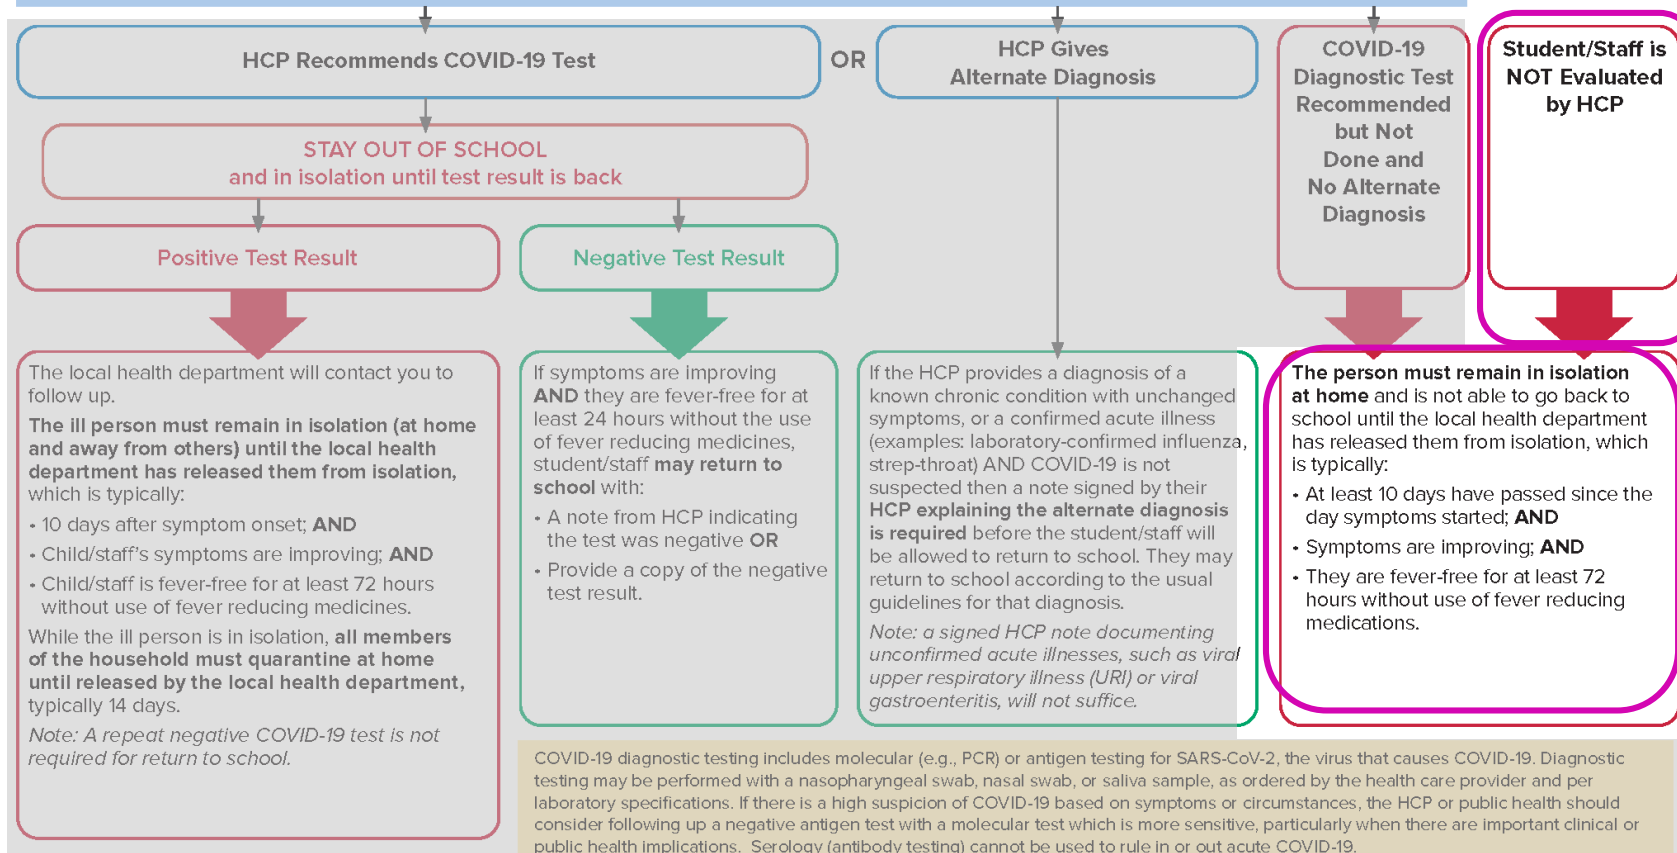 HCP Recommends COVID-19 Test
OR
HCP Gives
Alternate Diagnosis
COVID-19
Diagnostic Test
Recommended
but Not
Done and
No Alternate
Diagnosis
Student/Staff is
NOT Evaluated
by HCP
STAY OUT OF SCHOOL
and in isolation until test result is back
Positive Test Result
Negative Test Result
The local health department will contact you to
follow up.
The ill person must remain in isolation (at home
and away from others) until the local health
department has released them from isolation,
which is typically:
• 10 days after symptom onset; AND
• Child/staff's symptoms are improving; AND
• Child/staff is fever-free for at least 72 hours
without use of fever reducing medicines.
While the ill person is in isolation, all members
of the household must quarantine at home
until released by the local health department,
typically 14 days.
Note: A repeat negative COVID-19 test is not
required for return to school.
If symptoms are improving
AND they are fever-free for at
least 24 hours without the use
of fever reducing medicines,
student/staff may return to
school with:
• A note from HCP indicating
the test was negative OR
• Provide a copy of the negative
test result.
If the HCP provides a diagnosis of a
known chronic condition with unchanged
symptoms, or a confirmed acute illness
(examples: laboratory-confirmed influenza,
strep-throat) AND COVID-19 is not
suspected then a note signed by their
HCP explaining the alternate diagnosis
is required before the student/staff will
be allowed to return to school. They may
return to school according to the usual
guidelines for that diagnosis.
Note: a signed HCP note documenting
unconfirmed acute illnesses, such as viral
upper respiratory illness (URI) or viral
gastroenteritis, will not suffice.
The person must remain in isolation
at home and is not able to go back to
school until the local health department
has released them from isolation, which
is typically:
• At least 10 days have passed since the
day symptoms started; AND
• Symptoms are improving; AND
• They are fever-free for at least 72
hours without use of fever reducing
medications.
COVID-19 diagnostic testing includes molecular (e.g., PCR) or antigen testing for SARS-CoV-2, the virus that causes COVID-19. Diagnostic
testing may be performed with a nasopharyngeal swab, nasal swab, or saliva sample, as ordered by the health care provider and per
laboratory specifications. If there is a high suspicion of COVID-19 based on symptoms or circumstances, the HCP or public health should
consider following up a negative antigen test with a molecular test which is more sensitive, particularly when there are important clinical or
public health implications. Serology (antibody testing) cannot be used to rule in or out acute COVID-19.